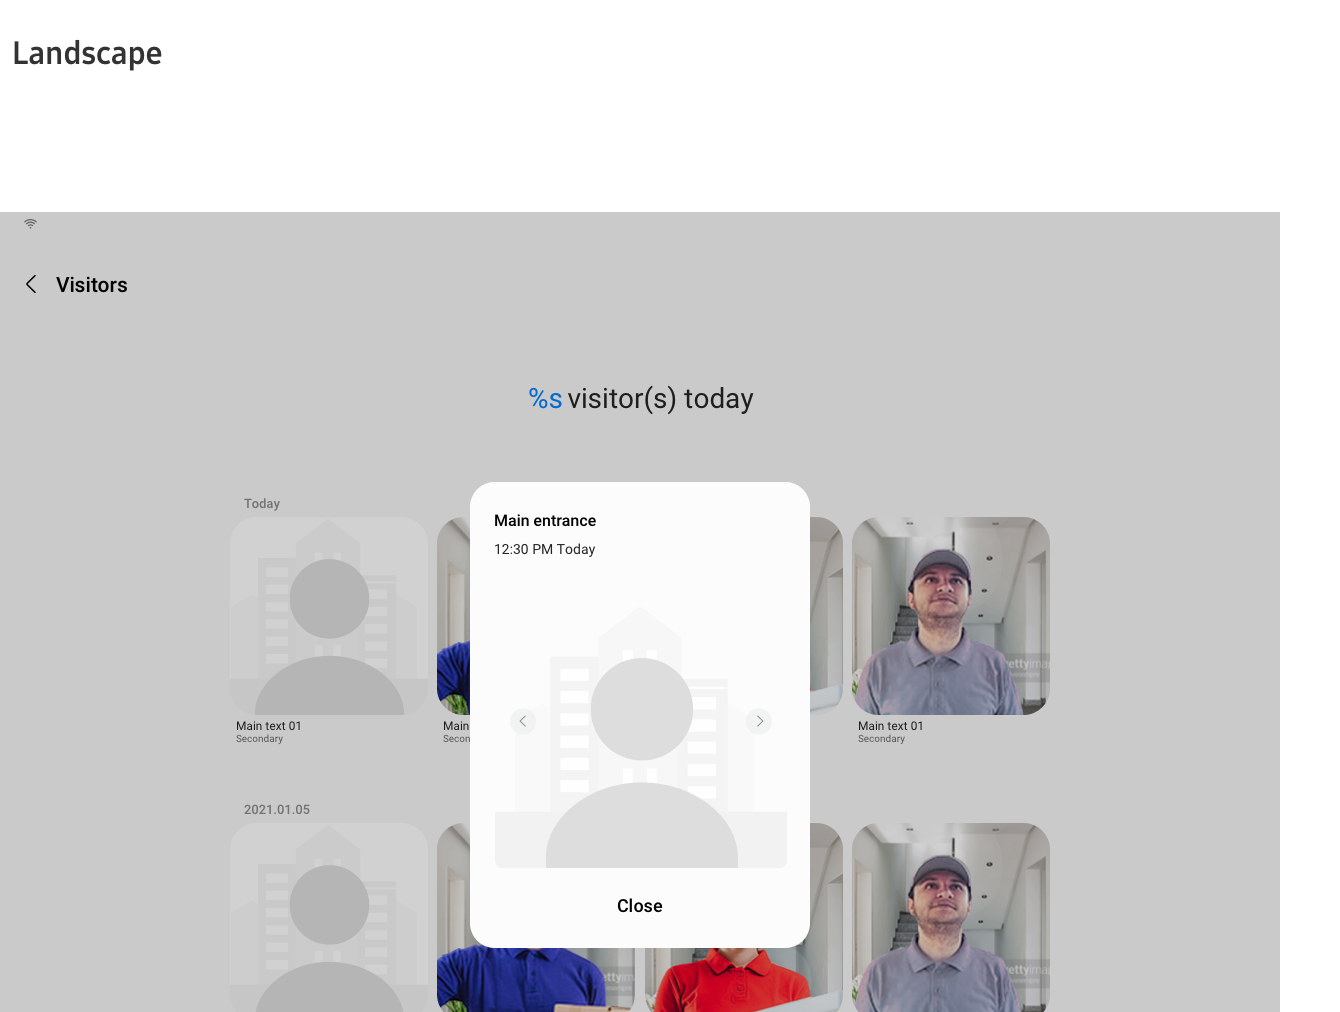 Landscape
Visitors
%s visitor(s) today
Today
Main entrance
12:30 PM Today
Main text 01
Secondary
Main
Secon
Main text 01
Secondary
2021.01.05
Close